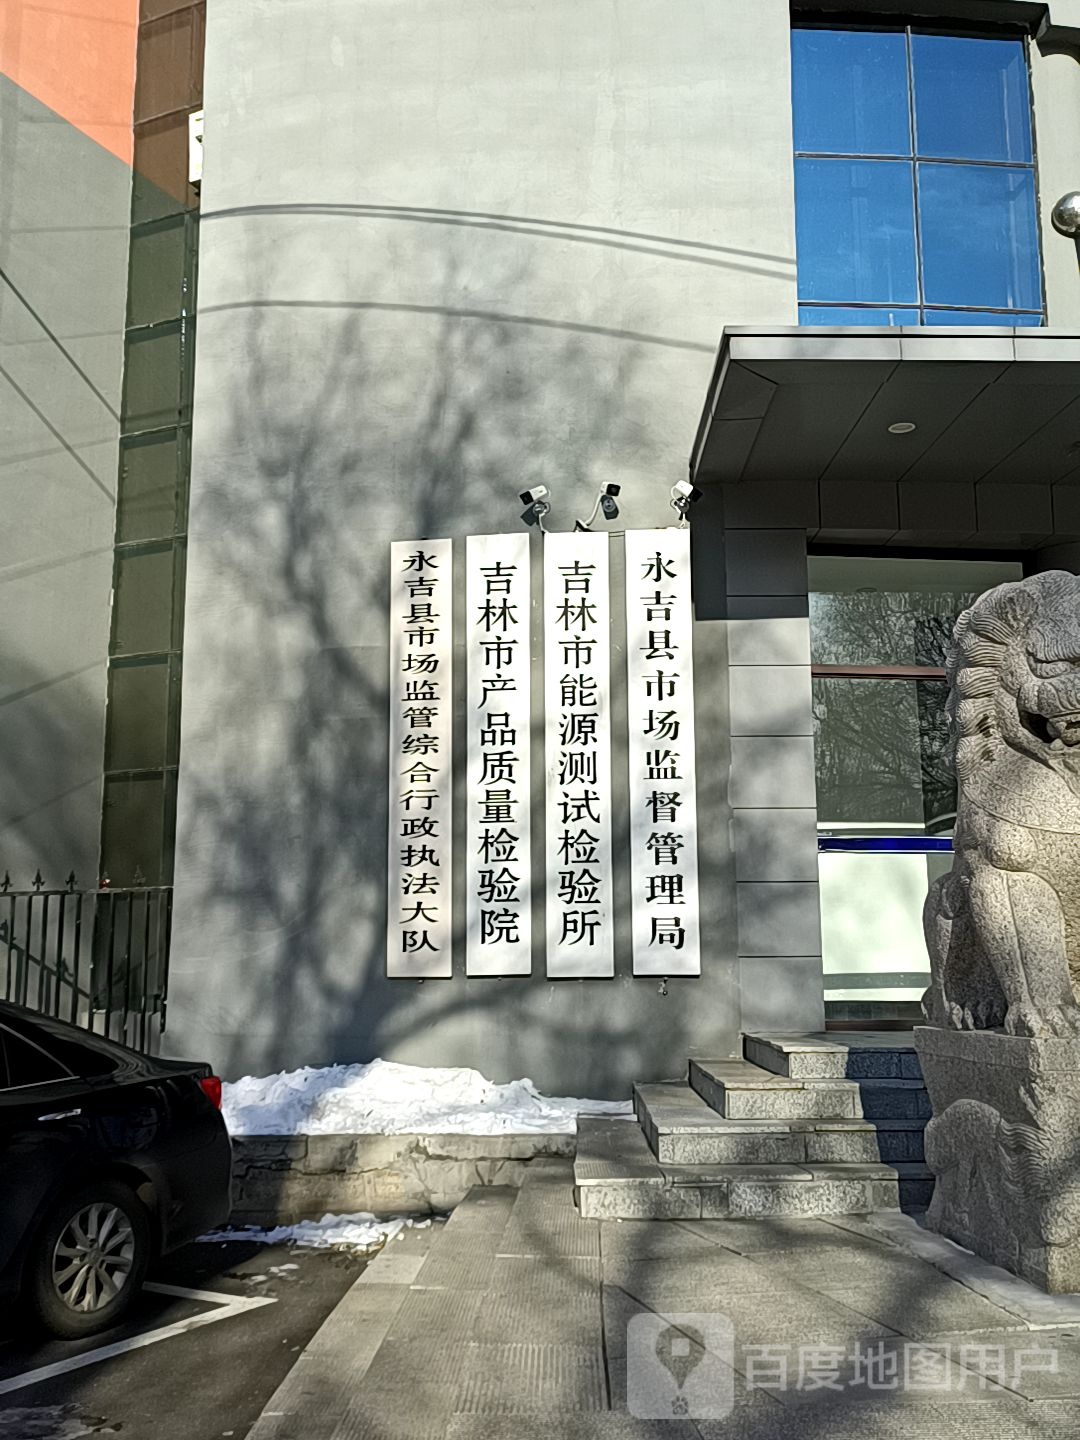 永吉县市场监督管理局
吉林市能源测试检验所
吉林市产品质量检验院
永吉县市场监管综合行政执法大队
百度地图用户